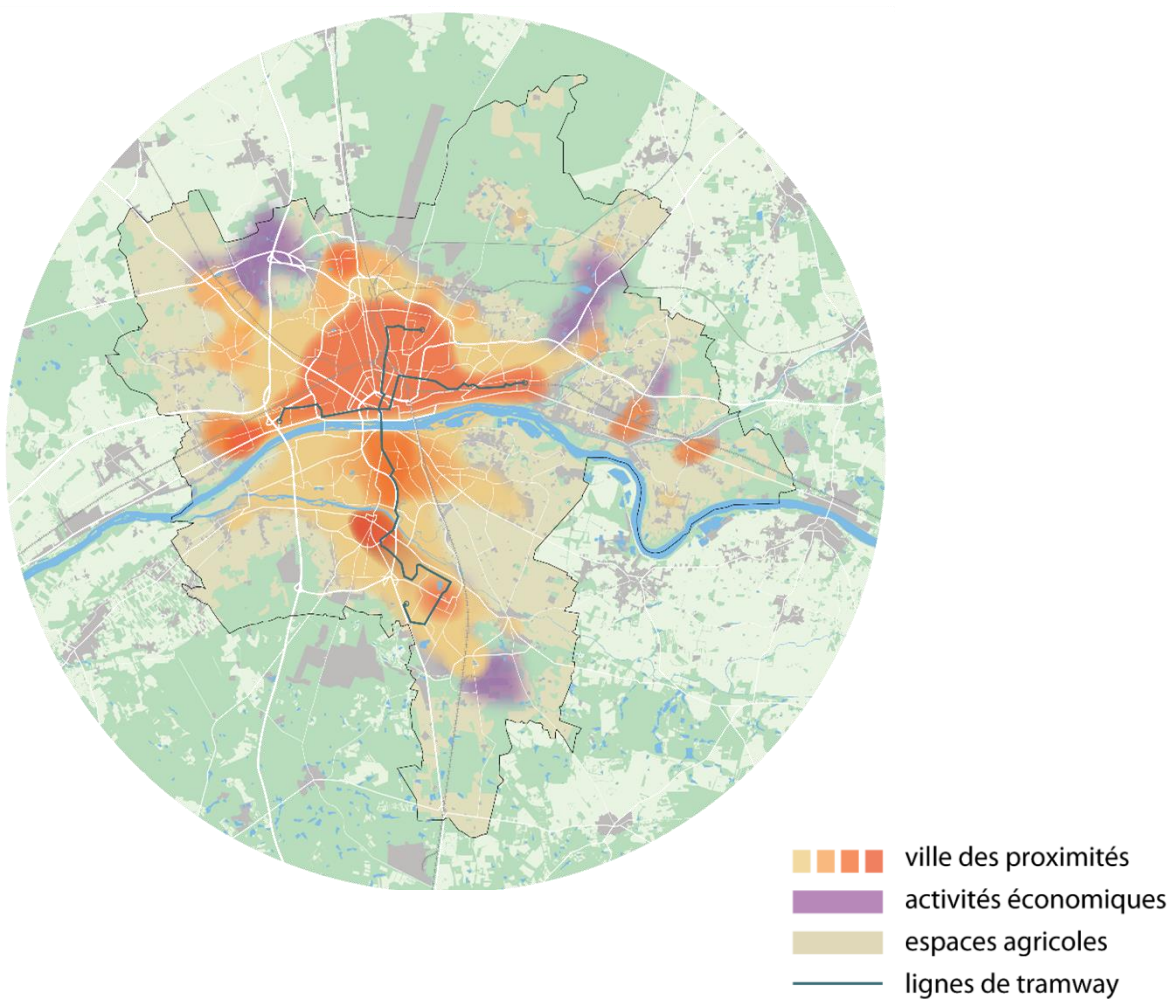 ville des proximités
activités économiques
espaces agricoles
lignes de tramway